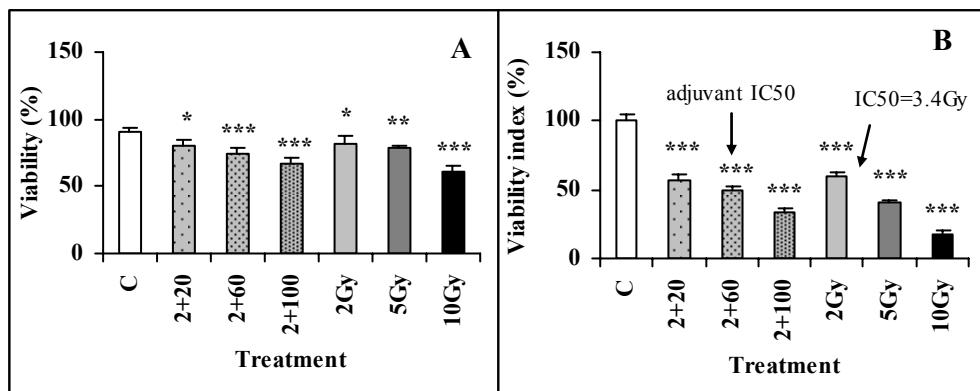 A
Viability (%)
150
100
50
0
*
***
***
*
**
***
C
2+20
2+60
2+100
2Gy
5Gy
10Gy
Treatment
B
Viability index (%)
150
100
50
0
adjuvant IC50
IC50=3.4Gy
***
***
***
***
***
***
C
2+20
2+60
2+100
2Gy
5Gy
10Gy
Treatment